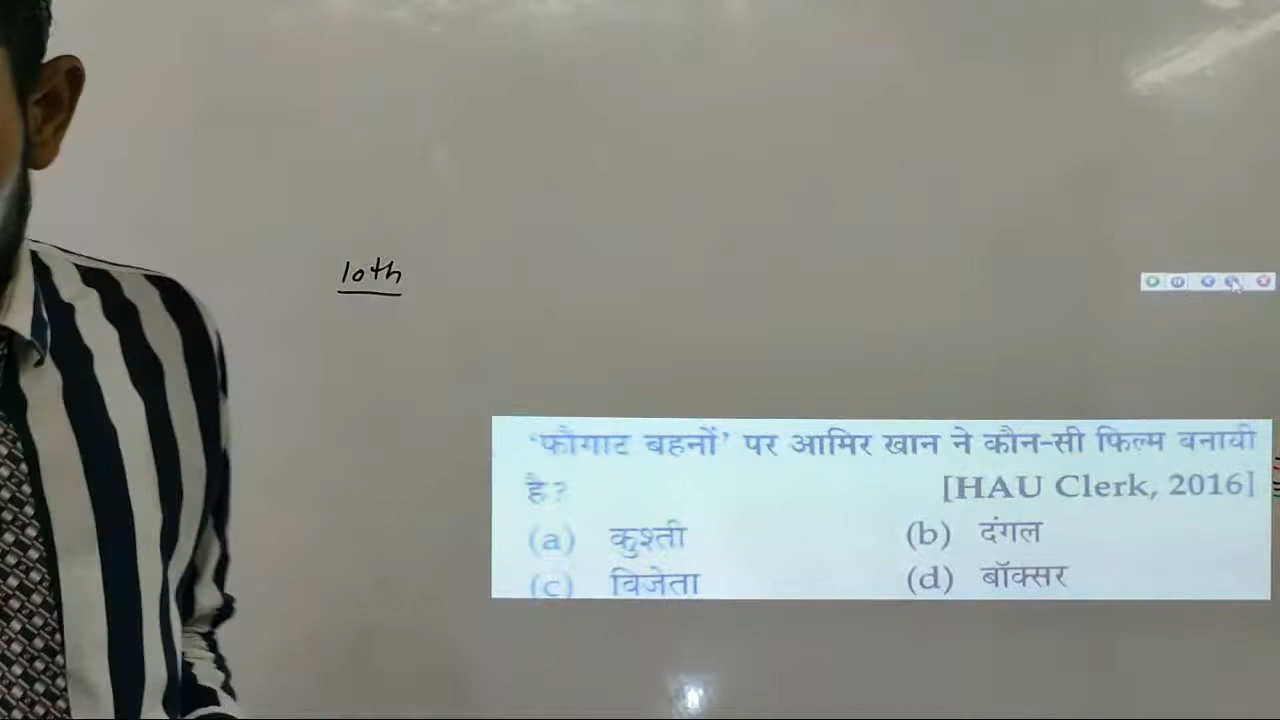 10th
'फौगाट बहनों' पर आमिर खान ने कौन-सी फिल्म बनायी
है? [HAU Clerk, 2016]
(a) कुश्ती (b) दंगल
(c) विजेता (d) बॉक्सर